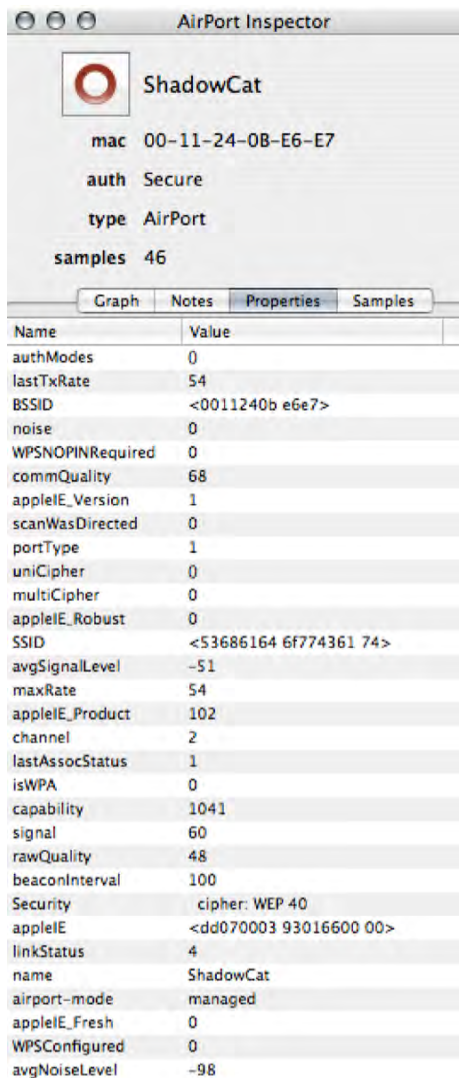 AirPort Inspector
ShadowCat
mac 00-11-24-0B-E6-E7
auth Secure
type AirPort
samples 46
Graph Notes Properties Samples
Name Value
authModes ()
lastTxRate 54
BSSID <0011240b e6e7>
noise 0
WPSNOPINRequired 0
commQuality 68
appleIE_Version 1
scanWasDirected 0
portType 1
uniCipher ()
multiCipher 0
appleIE_Robust 0
SSID <53686164 6f774361 74>
avgSignalLevel -51
maxRate 54
appleIE_Product 102
channel 2
lastAssocStatus 1
isWPA 0
capability 1041
signal 60
rawQuality 48
beaconInterval 100
Security cipher: WEP 40
appleIE <dd070003 93016600 00>
linkStatus 4
name ShadowCat
airport-mode managed
appleIE_Fresh 0
WPSConfigured 0
avgNoiseLevel -98